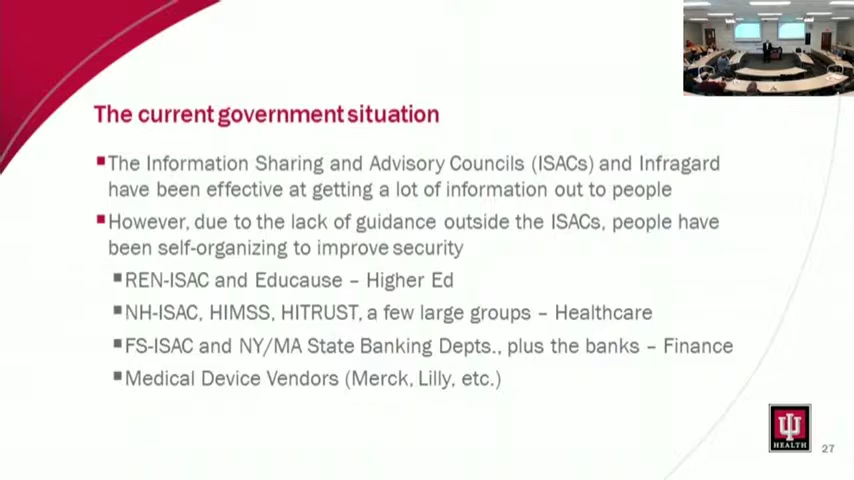 The current government situation
The Information Sharing and Advisory Councils (ISACs) and Infragard
have been effective at getting a lot of information out to people
However, due to the lack of guidance outside the ISACs, people have
been self-organizing to improve security
REN-ISAC and Educause – Higher Ed
NH-ISAC, HIMSS, HITRUST, a few large groups – Healthcare
FS-ISAC and NY/MA State Banking Depts., plus the banks – Finance
Medical Device Vendors (Merck, Lilly, etc.)
HEALTH
27